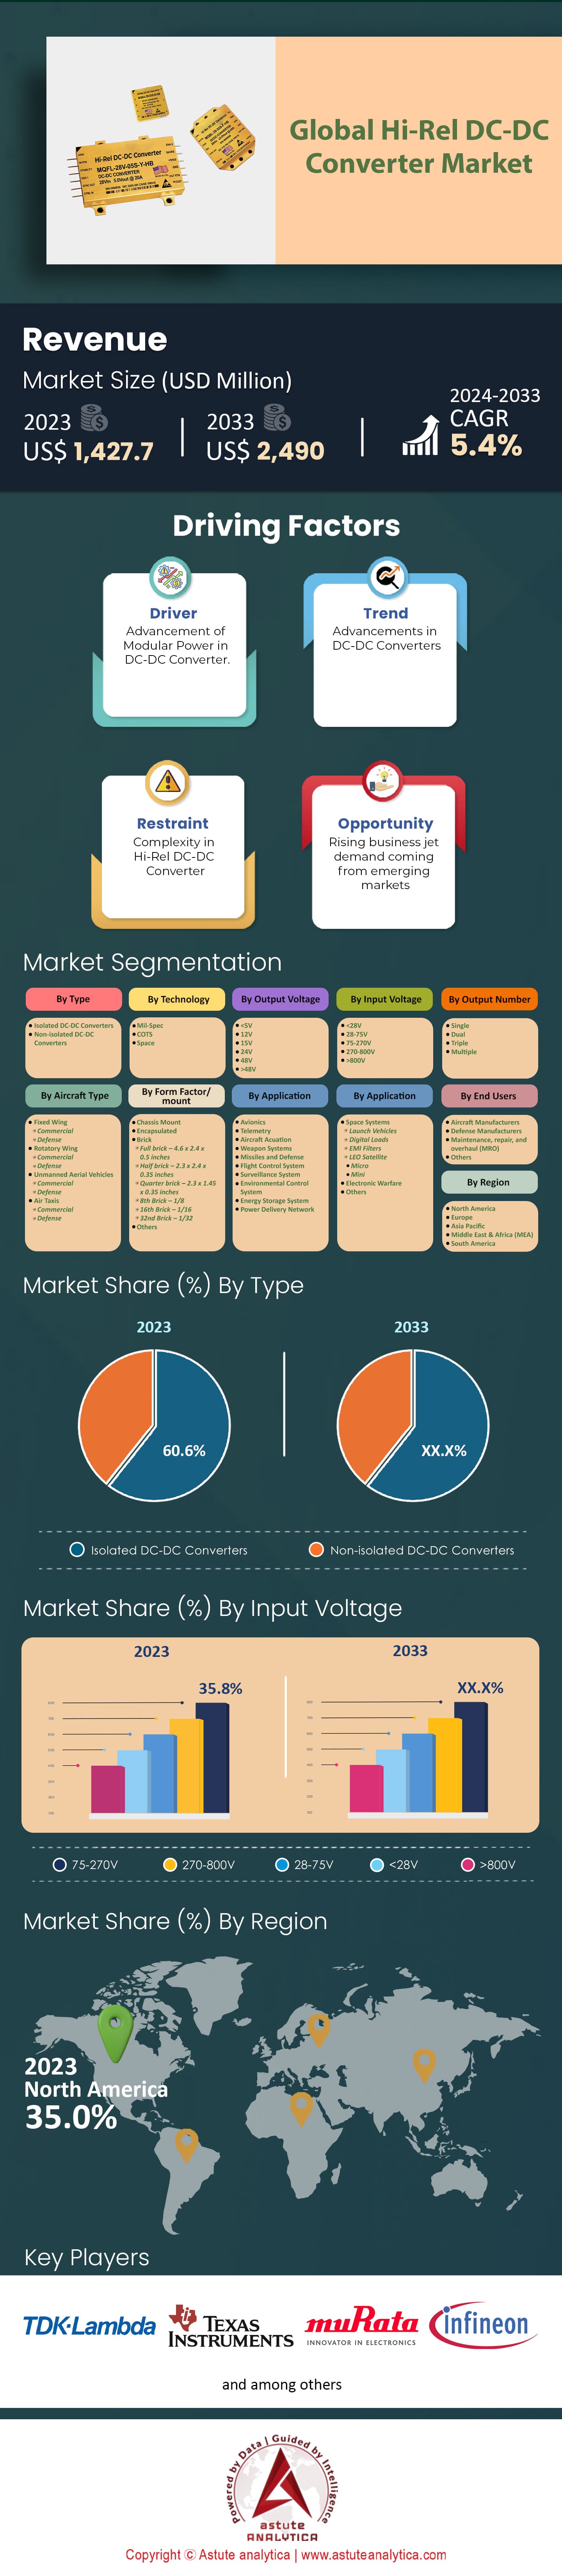 Hi-Rel DC-DC Converter
MQFL-28V-05S-Y-HB
DC-DC CONVERTER
28Vin 5.0Vout @ 20A
Global Hi-Rel DC-DC
Converter Market
Revenue
Market Size (USD Million)
2023
US$ 1,427.7
2033
US$ 2,490
2024-2033
CAGR
5.4%
Driving Factors
Driver
Advancement of
Modular Power in
DC-DC Converter.
Trend
Advancements in
DC-DC Converters
Restraint
Complexity in
Hi-Rel DC-DC
Converter
Opportunity
Rising business jet
demand coming
from emerging
markets
Market Segmentation
By Type
Isolated DC-DC Converters
Non-isolated DC-DC
Converters
By Technology
Mil-Spec
COTS
Space
By Output Voltage
<5V
12V
15V
24V
48V
>48V
By Input Voltage
<28V
28-75V
75-270V
270-800V
>800V
By Output Number
Single
Dual
Triple
Multiple
By Aircraft Type
Fixed Wing
Commercial
Defense
Rotatory Wing
Commercial
Defense
Unmanned Aerial Vehicles
Commercial
Defense
Air Taxis
Commercial
Defense
By Form Factor/
mount
Chassis Mount
Encapsulated
Brick
Full brick – 4.6 x 2.4 x
0.5 inches
Half brick – 2.3 x 2.4 x
0.35 inches
Quarter brick – 2.3 x 1.45
x 0.35 inches
8th Brick – 1/8
16th Brick – 1/16
32nd Brick – 1/32
Others
By Application
Avionics
Telemetry
Aircraft Acuation
Weapon Systems
Missiles and Defense
Flight Control System
Surveillance System
Environmental Control
System
Energy Storage System
Power Delivery Network
By Application
Space Systems
Launch Vehicles
Digital Loads
EMI Filters
LEO Satellite
Micro
Mini
Electronic Warfare
Others
By End Users
Aircraft Manufacturers
Defense Manufacturers
Maintenance, repair, and
overhaul (MRO)
Others
By Region
North America
Europe
Asia Pacific
Middle East & Africa (MEA)
South America
Market Share (%) By Type
2023
60.6%
2033
XX.X%
Isolated DC-DC Converters
Non-isolated DC-DC Converters
Market Share (%) By Input Voltage
2023
35.8%
2033
XX.X%
75-270V
270-800V
28-75V
<28V
>800V
Market Share (%) By Region
2023
North America
35.0%
Key Players
TDK-Lambda
TEXAS
INSTRUMENTS
muRata
INNOVATOR IN ELECTRONICS
infineon
and among others
Powered by Data | Guided by Intelligence
astute
ANALYTICA
Copyright © Astute analytica | www.astuteanalytica.com